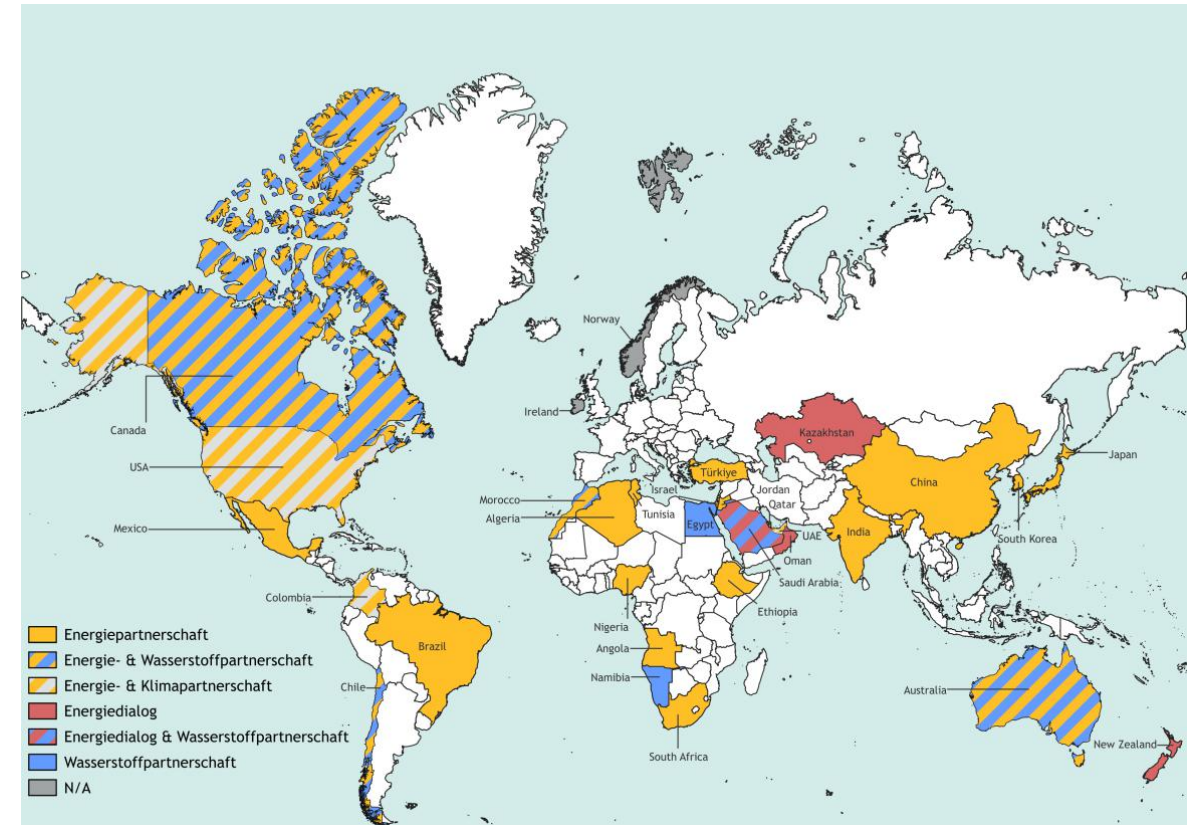 Norway
Ireland
Canada
Kazakhstan
USA
Türkiye
Japan
China
Israel
Jordan
Morocco
Qatar
Mexico
Algeria
Tunisia
Egypt
India
UAE
South Korea
Oman
Saudi Arabia
Colombia
Ethiopia
Nigeria
Energiepartnerschaft
Brazil
Angola
Energie- & Wasserstoffpartnerschaft
Namibia
Energie- & Klimapartnerschaft
Chile
Australia
Energiedialog
Energiedialog & Wasserstoffpartnerschaft
New Zealand
South Africa
Wasserstoffpartnerschaft
N/A